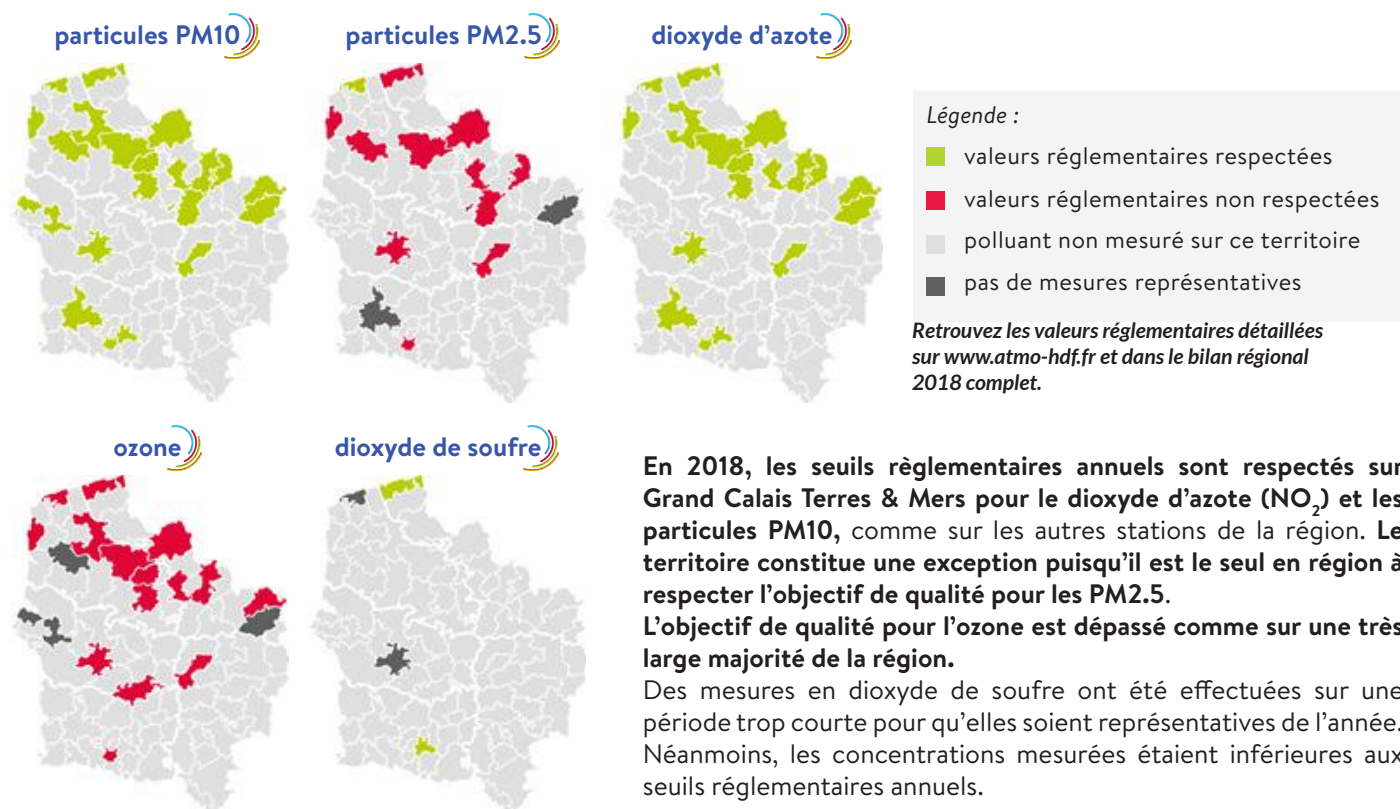 particules PM10
particules PM2.5
dioxyde d'azote
Légende :
valeurs réglementaires respectées
valeurs réglementaires non respectées
polluant non mesuré sur ce territoire
pas de mesures représentatives
Retrouvez les valeurs réglementaires détaillées
sur www.atmo-hdf.fr et dans le bilan régional
2018 complet.
ozone
dioxyde de soufre
En 2018, les seuils règlementaires annuels sont respectés sur
Grand Calais Terres & Mers pour le dioxyde d'azote (NO2) et les
particules PM10, comme sur les autres stations de la région. Le
territoire constitue une exception puisqu'il est le seul en région à
respecter l'objectif de qualité pour les PM2.5.
L'objectif de qualité pour l'ozone est dépassé comme sur une très
large majorité de la région.
Des mesures en dioxyde de soufre ont été effectuées sur une
période trop courte pour qu'elles soient représentatives de l'année.
Néanmoins, les concentrations mesurées étaient inférieures aux
seuils réglementaires annuels.